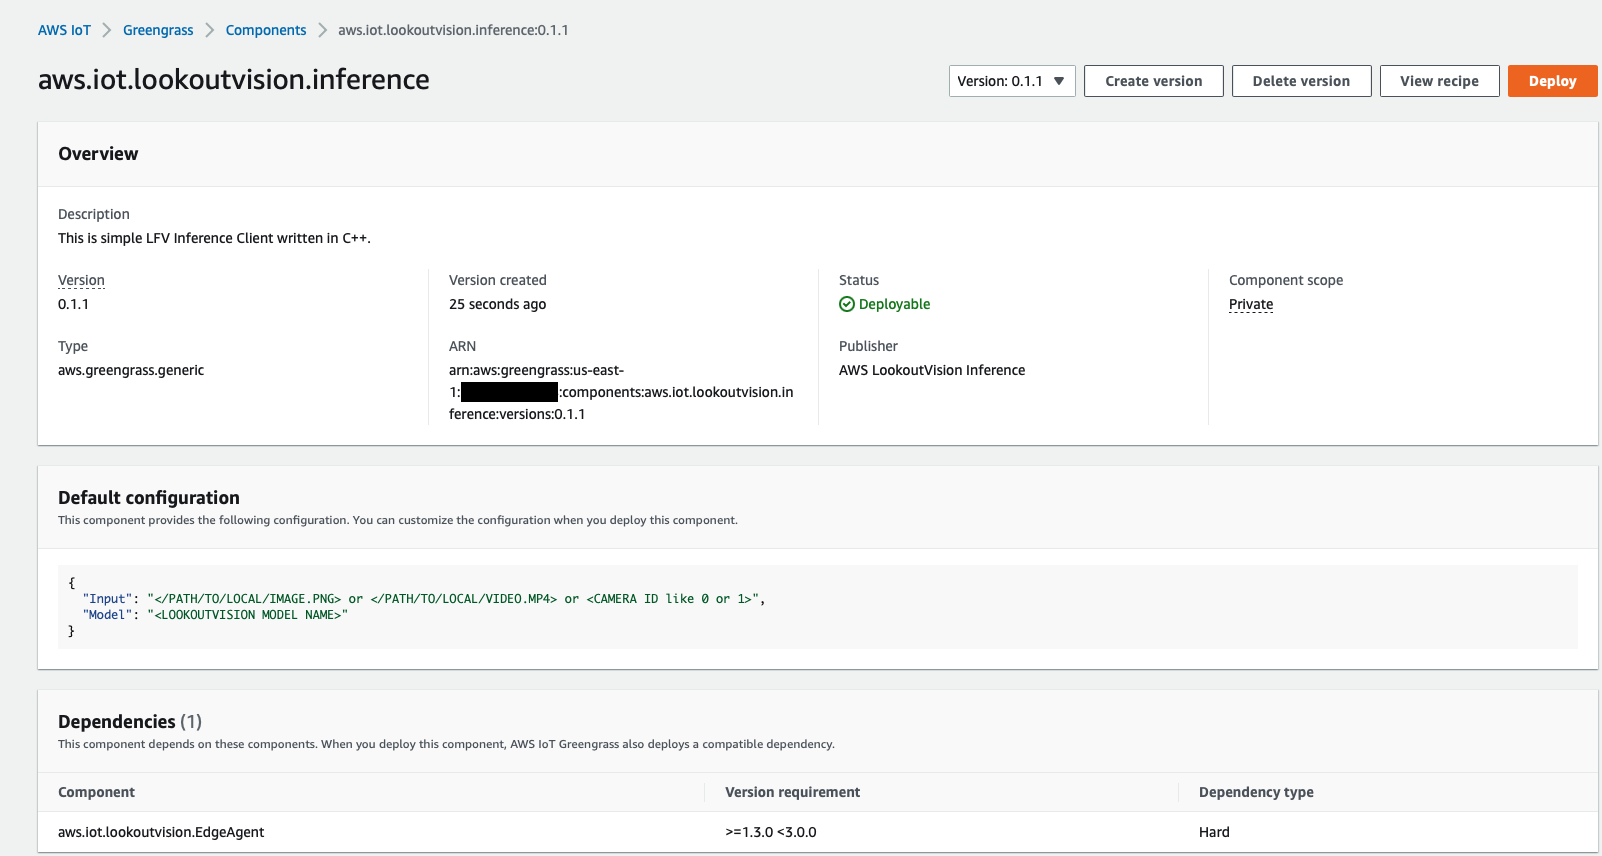 AWS IoT > Greengrass > Components > aws.iot.lookoutvision.inference:0.1.1
aws.iot.lookoutvision.inference
Version: 0.1.1
Create version
Delete version
View recipe
Deploy
Overview
Description
This is simple LFV Inference Client written in C++.
Version
0.1.1
Version created
25 seconds ago
Status
Deployable
Component scope
Private
Type
aws.greengrass.generic
ARN
arn:aws:greengrass:us-east-
1: :components:aws.iot.lookoutvision.in
ference:versions:0.1.1
Publisher
AWS LookoutVision Inference
Default configuration
This component provides the following configuration. You can customize the configuration when you deploy this component.
{
"Input": "</PATH/TO/LOCAL/IMAGE.PNG> or </PATH/TO/LOCAL/VIDEO.MP4> or <CAMERA ID like 0 or 1>",
"Model": "<LOOKOUTVISION MODEL NAME>"
}
Dependencies (1)
This component depends on these components. When you deploy this component, AWS IoT Greengrass also deploys a compatible dependency.
Component Version requirement Dependency type
aws.iot.lookoutvision.EdgeAgent >=1.3.0 <3.0.0 Hard